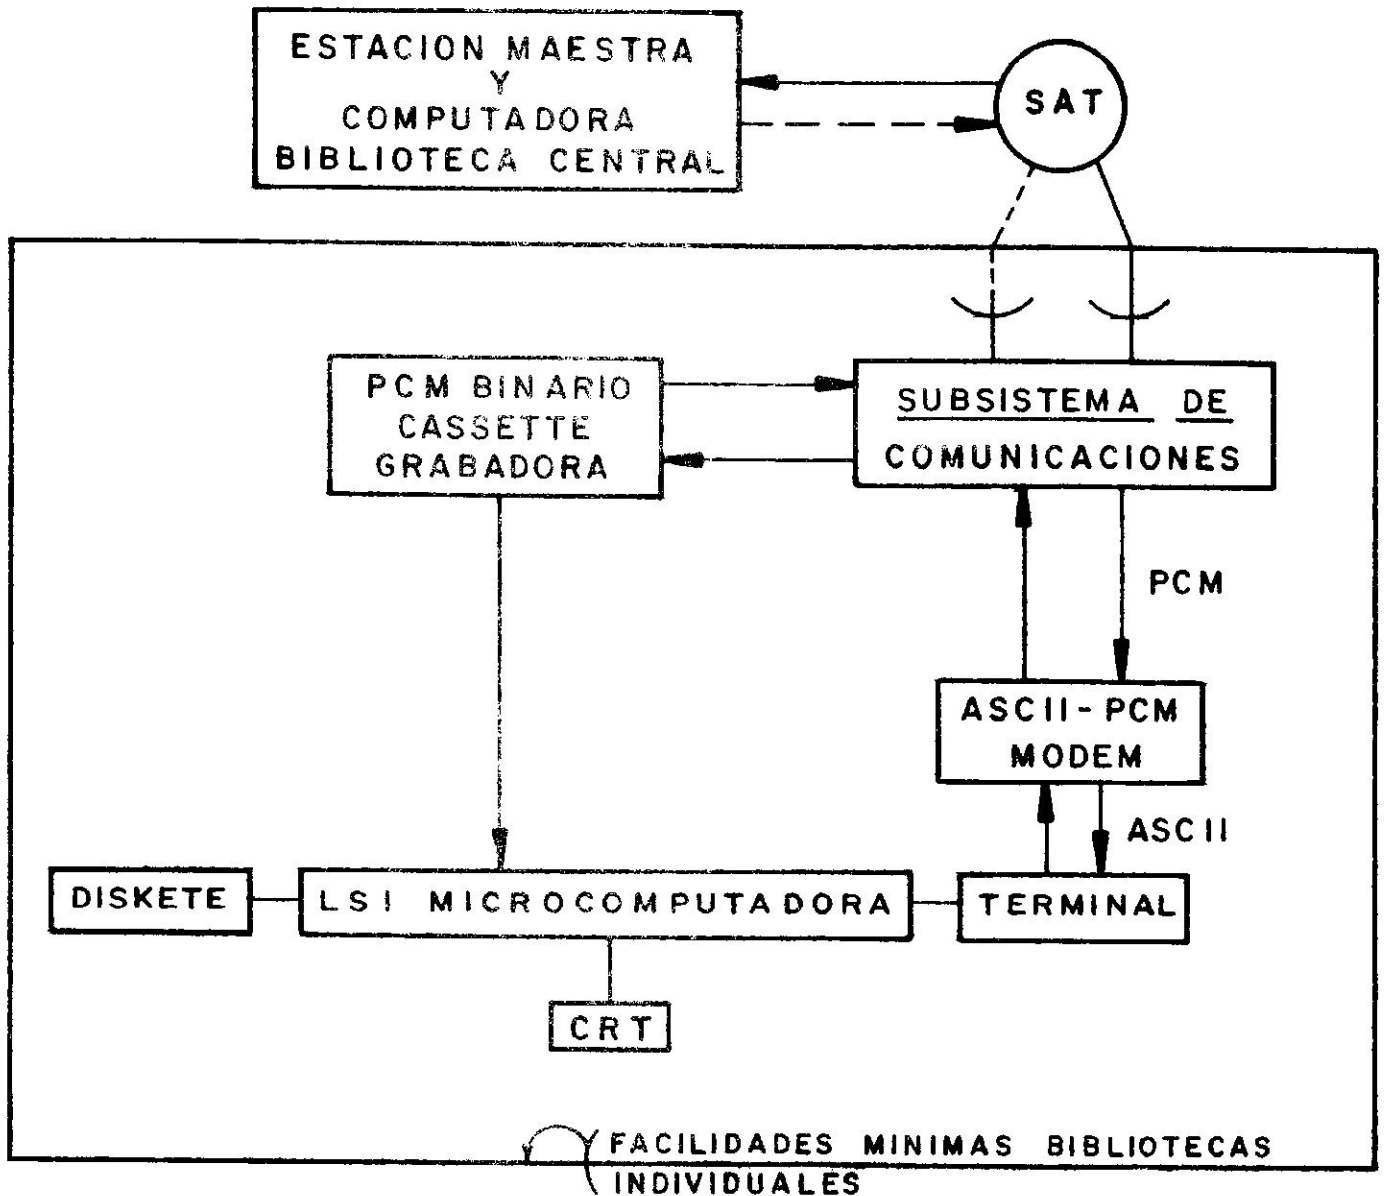 ESTACION MAESTRA
Y
COMPUTADORA
BIBLIOTECA CENTRAL
SAT
PCM BINARIO
CASSETTE
GRABADORA
SUBSISTEMA DE
COMUNICACIONES
PCM
ASCII-PCM
MODEM
ASCII
DISKETE
LSI MICROCOMPUTADORA
TERMINAL
CRT
FACILIDADES MINIMAS BIBLIOTECAS
INDIVIDUALES